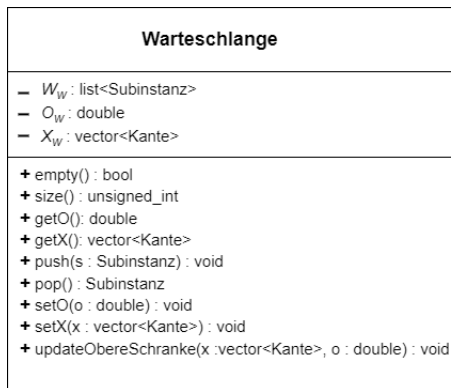 Warteschlange
– W_W : list<Subinstanz>
– O_W : double
– X_W : vector<Kante>
+ empty() : bool
+ size() : unsigned_int
+ getO(): double
+ getX(): vector<Kante>
+ push(s : Subinstanz) : void
+ pop() : Subinstanz
+ setO(o : double) : void
+ setX(x : vector<Kante>) : void
+ updateObereSchranke(x :vector<Kante>, o : double) : void